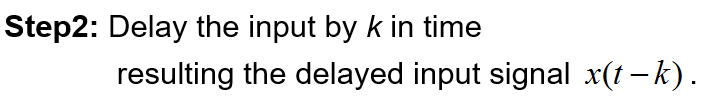 Step2: Delay the input by k in time
resulting the delayed input signal x(t − k) .